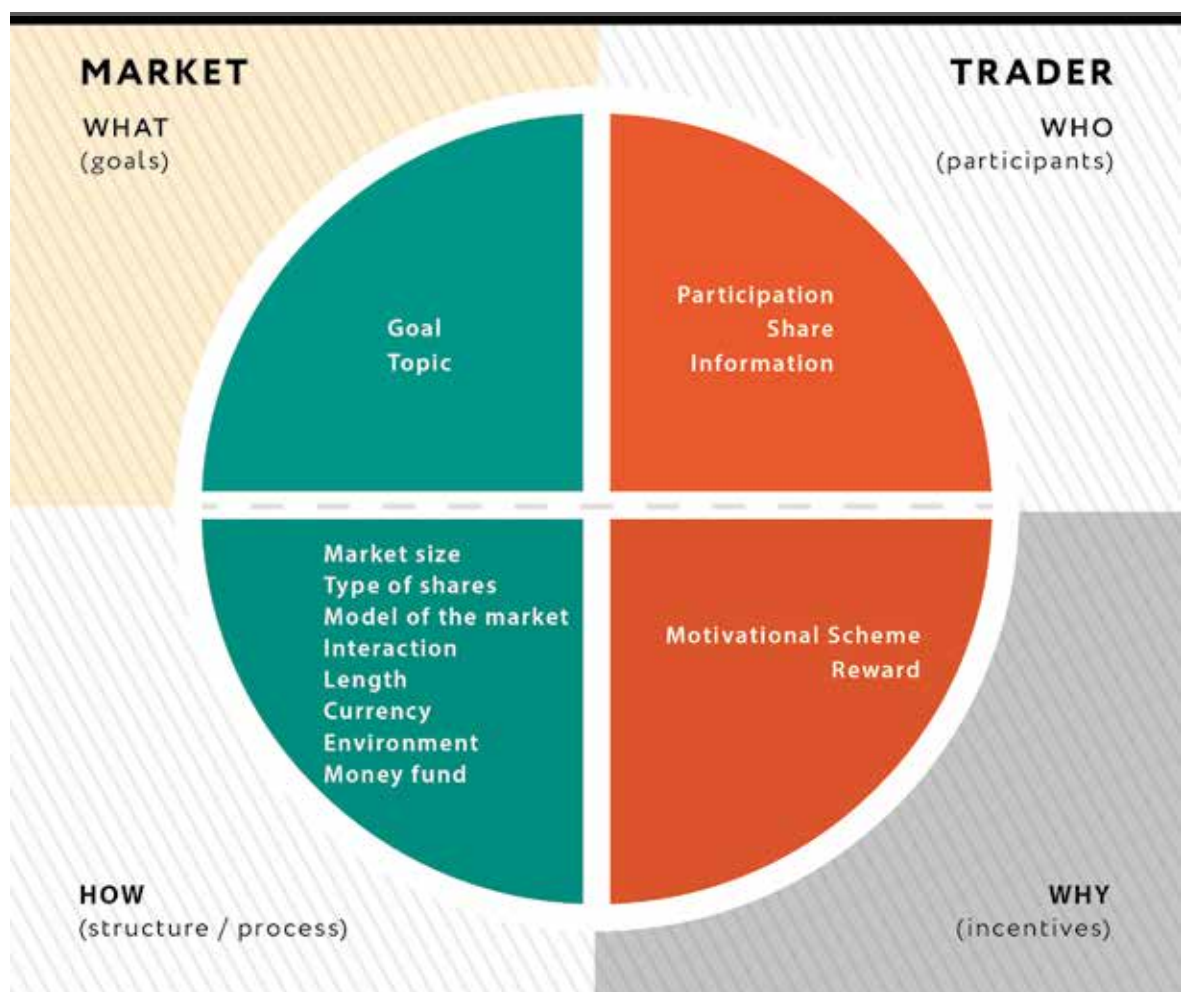 MARKET
WHAT
(goals)
TRADER
WHO
(participants)
Goal
Topic
Participation
Share
Information
Market size
Type of shares
Model of the market
Interaction
Length
Currency
Environment
Money fund
Motivational Scheme
Reward
HOW
(structure / process)
WHY
(incentives)